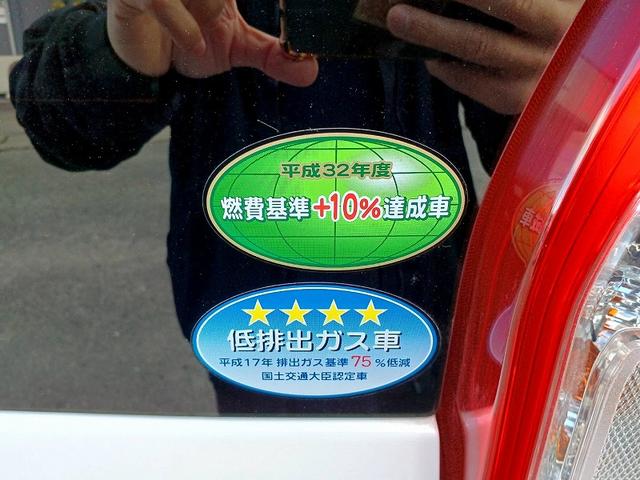 平成32年度
燃費基準+10%達成車
★★★★
低排出ガス車
平成17年 排出ガス基準75%低減
国土交通大臣認定車